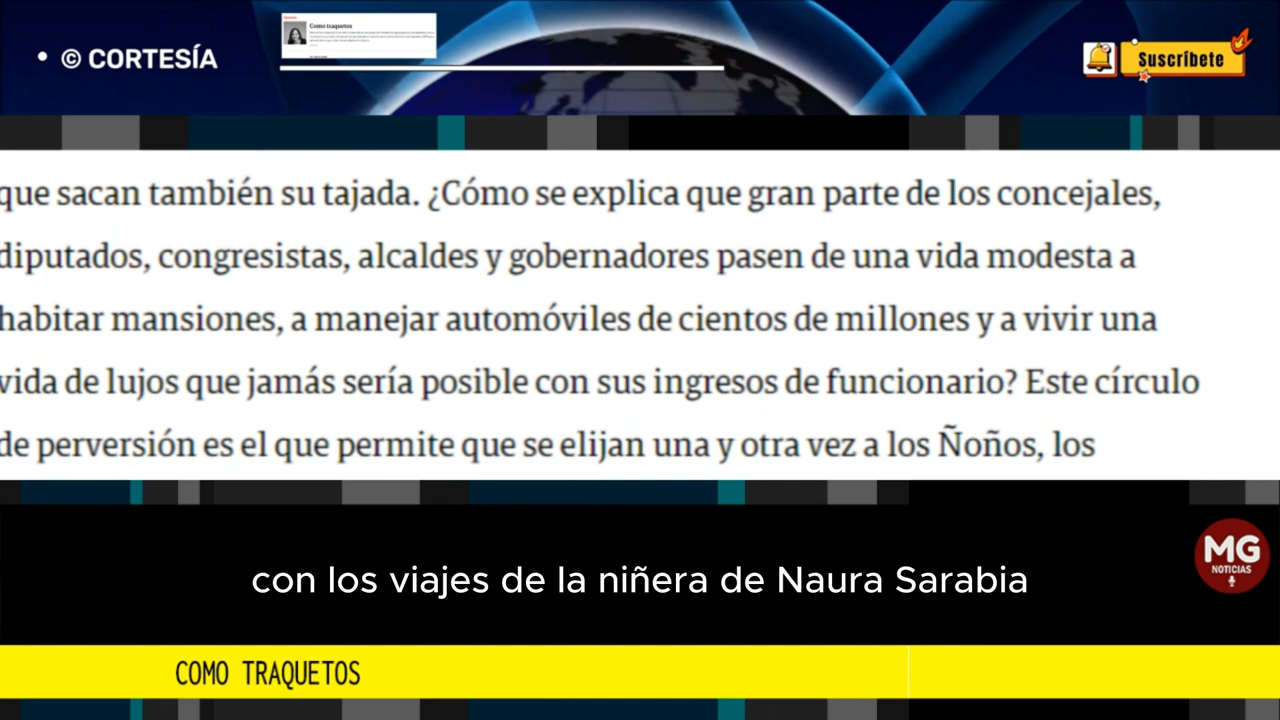 • © CORTESÍA
Como traquetos
Suscríbete
que sacan también su tajada. ¿Cómo se explica que gran parte de los concejales,
diputados, congresistas, alcaldes y gobernadores pasen de una vida modesta a
habitar mansiones, a manejar automóviles de cientos de millones y a vivir una
vida de lujos que jamás sería posible con sus ingresos de funcionario? Este círculo
de perversión es el que permite que se elijan una y otra vez a los Ñoños, los
MG
NOTICIAS
con los viajes de la niñera de Naura Sarabia
COMO TRAQUETOS